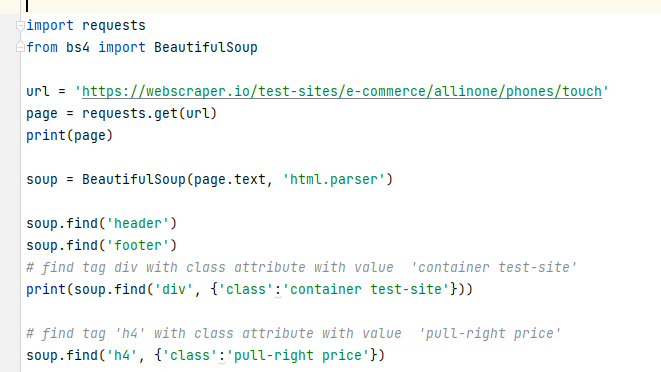 import requests
from bs4 import BeautifulSoup
url = 'https://webscraper.io/test-sites/e-commerce/allinone/phones/touch'
page = requests.get(url)
print(page)
soup = BeautifulSoup(page.text, 'html.parser')
soup.find('header')
soup.find('footer')
# find tag div with class attribute with value  'container test-site'
print(soup.find('div', {'class':'container test-site'}))
# find tag 'h4' with class attribute with value  'pull-right price'
soup.find('h4', {'class':'pull-right price'})